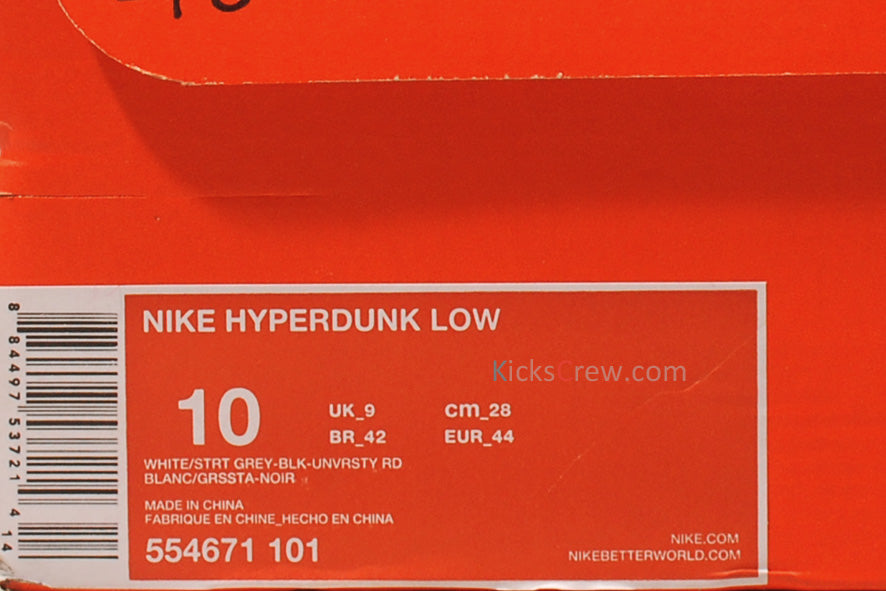 NIKE HYPERDUNK LOW
KicksCrew.com
10
UK_9 cm_28
BR_42 EUR_44
WHITE/STRT GREY-BLK-UNVRSTY RD
BLANC/GRSSTA-NOIR
MADE IN CHINA
FABRIQUE EN CHINE_HECHO EN CHINA
554671 101
NIKE.COM
NIKEBETTERWORLD.COM
8 84497 53721 4 14